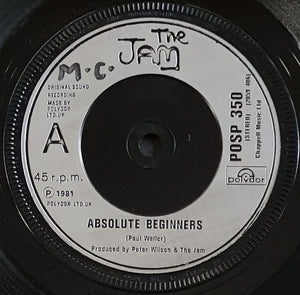 The
JAM
M.C.
ORIGINAL SOUND
RECORDING
MADE BY
POLYDOR
LTD.UK
A
45 r.p.m.
Ⓟ 1981
POLYDOR LTD.UK
POSP 350
(STEREO) (2059 406)
Chappell Music Ltd
polydor
ABSOLUTE BEGINNERS
(Paul Weller)
Produced by Peter Wilson & The Jam